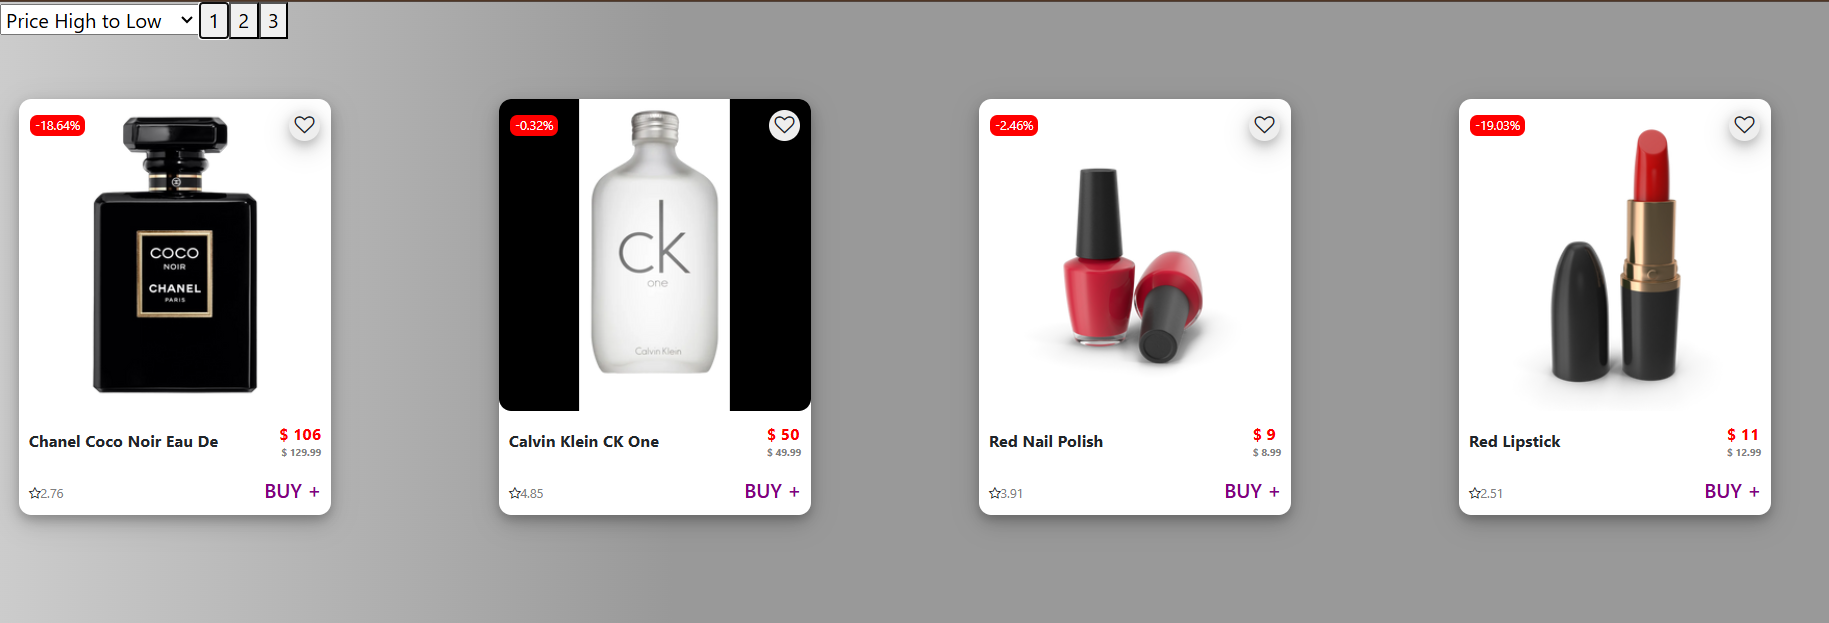 Price High to Low 1 2 3
-18.64%
COCO
NOIR
CHANEL
PARIS
Chanel Coco Noir Eau De
$ 106
$ 129.99
2.76
BUY +
-0.32%
ck
one
Calvin Klein
Calvin Klein CK One
$ 50
$ 49.99
4.85
BUY +
-2.46%
Red Nail Polish
$ 9
$ 8.99
3.91
BUY +
-19.03%
Red Lipstick
$ 11
$ 12.99
2.51
BUY +